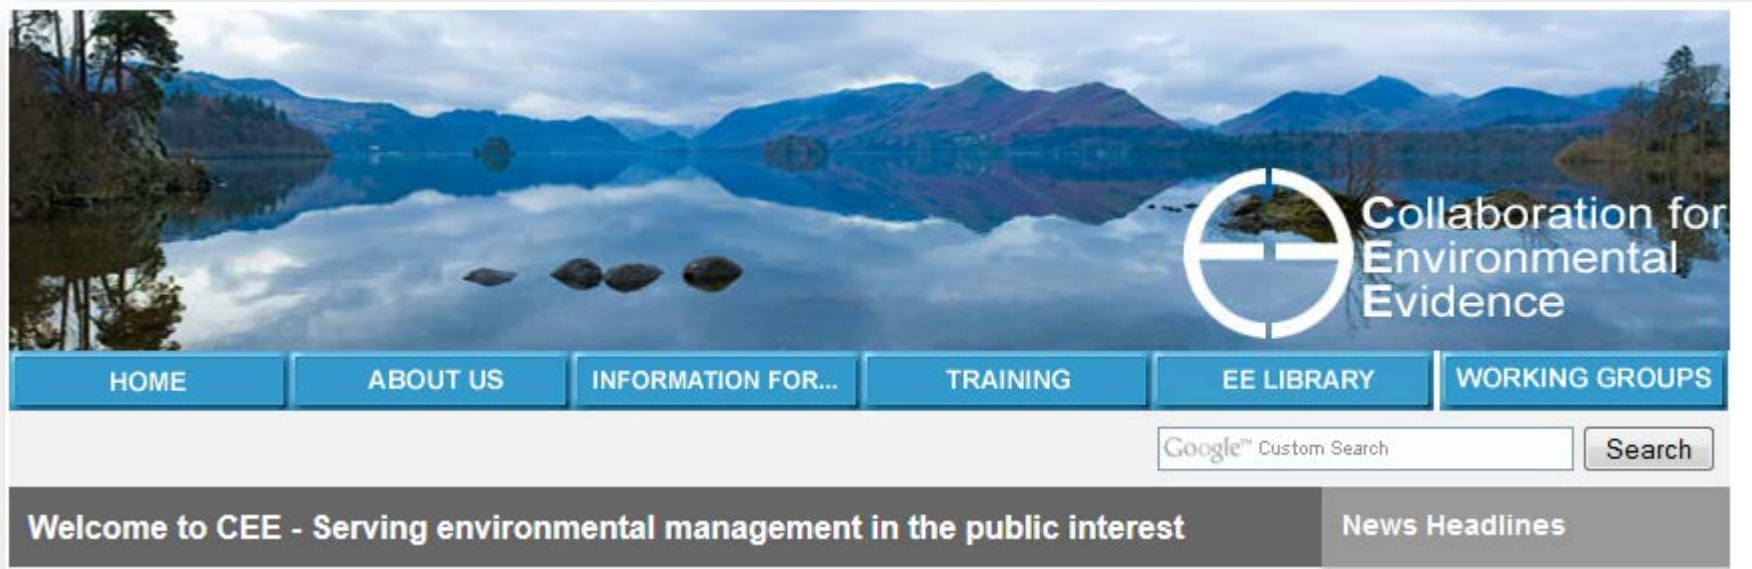 Collaboration for
Environmental
Evidence
HOME
ABOUT US
INFORMATION FOR...
TRAINING
EE LIBRARY
WORKING GROUPS
Google™ Custom Search
Search
Welcome to CEE - Serving environmental management in the public interest
News Headlines